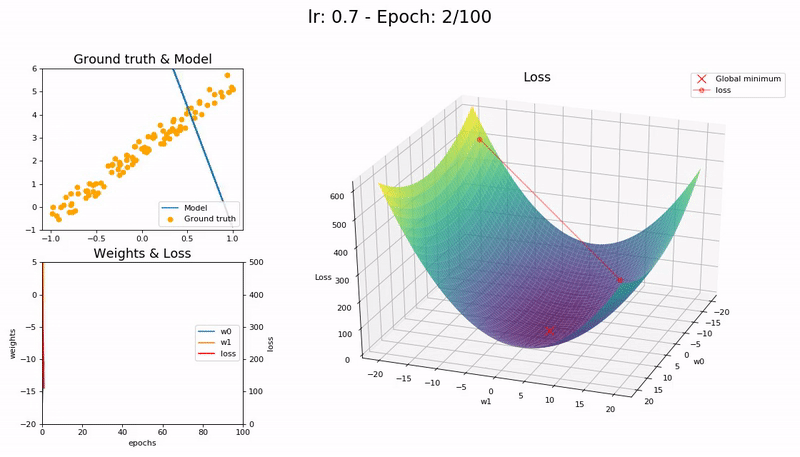 lr: 0.7 - Epoch: 2/100
Ground truth & Model
6
5
4
3
2
1
0
−1
−1.0 −0.5 0.0 0.5 1.0
Model
Ground truth
Weights & Loss
5
0
−5
−10
−15
−20
weights
500
400
300
200
100
0
loss
w0
w1
loss
0 20 40 60 80 100
epochs
Loss
Global minimum
loss
600
500
400
300
200
100
0
Loss
−20 −15 −10 −5 0 5 10 15 20
w1
−20
−15
−10
−5
0
5
10
15
20
w0